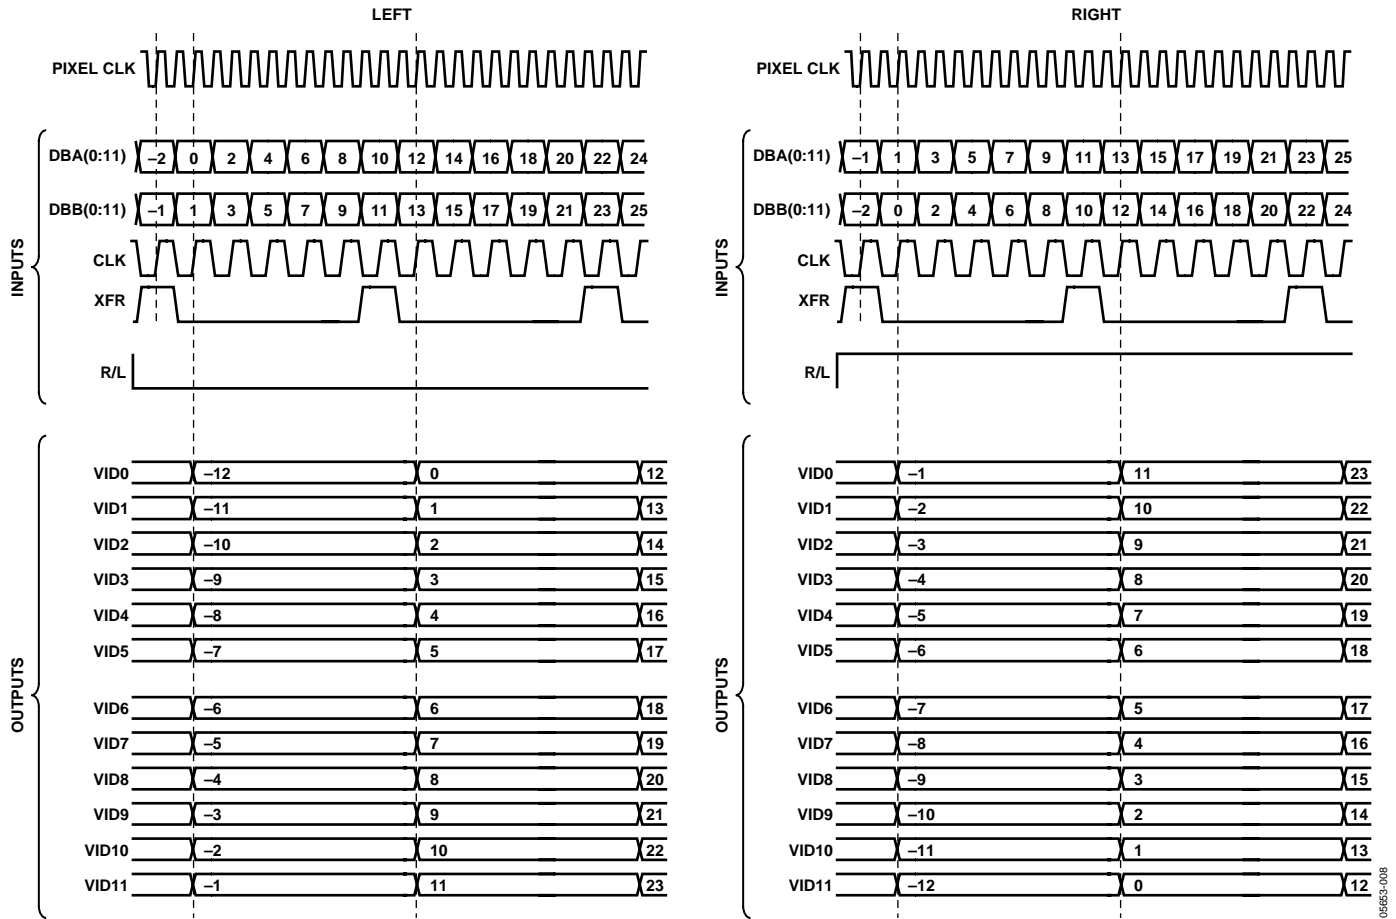 LEFT
PIXEL CLK
INPUTS
DBA(0:11) –2 0 2 4 6 8 10 12 14 16 18 20 22 24
DBB(0:11) –1 1 3 5 7 9 11 13 15 17 19 21 23 25
CLK
XFR
R/L
OUTPUTS
VID0 –12 0 12
VID1 –11 1 13
VID2 –10 2 14
VID3 –9 3 15
VID4 –8 4 16
VID5 –7 5 17
VID6 –6 6 18
VID7 –5 7 19
VID8 –4 8 20
VID9 –3 9 21
VID10 –2 10 22
VID11 –1 11 23
RIGHT
PIXEL CLK
INPUTS
DBA(0:11) –1 1 3 5 7 9 11 13 15 17 19 21 23 25
DBB(0:11) –2 0 2 4 6 8 10 12 14 16 18 20 22 24
CLK
XFR
R/L
OUTPUTS
VID0 –1 11 23
VID1 –2 10 22
VID2 –3 9 21
VID3 –4 8 20
VID4 –5 7 19
VID5 –6 6 18
VID6 –7 5 17
VID7 –8 4 16
VID8 –9 3 15
VID9 –10 2 14
VID10 –11 1 13
VID11 –12 0 12
05653-008